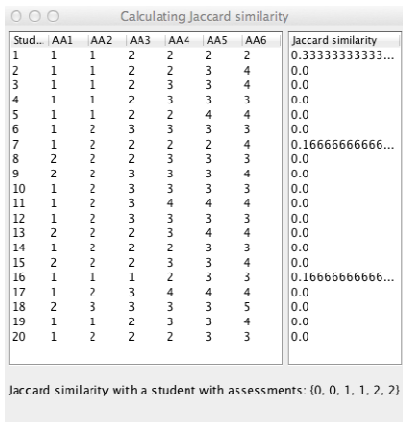 Calculating Jaccard similarity
Stud... AA1 AA2 AA3 AA4 AA5 AA6 Jaccard similarity
1 1 1 2 2 2 2 0.33333333333...
2 1 1 2 2 3 4 0.0
3 1 1 2 3 3 4 0.0
4 1 1 2 3 3 3 0.0
5 1 1 2 2 4 4 0.0
6 1 2 3 3 3 3 0.0
7 1 1 2 2 2 4 0.16666666666...
8 2 2 2 3 3 3 0.0
9 2 2 3 3 3 4 0.0
10 1 2 3 3 3 3 0.0
11 1 2 3 4 4 4 0.0
12 1 2 3 3 3 3 0.0
13 2 2 2 3 4 4 0.0
14 1 2 2 2 3 3 0.0
15 2 2 2 3 3 4 0.0
16 1 1 1 2 3 3 0.16666666666...
17 1 2 3 4 4 4 0.0
18 2 3 3 3 3 5 0.0
19 1 1 2 3 3 4 0.0
20 1 2 2 2 3 3 0.0
Jaccard similarity with a student with assessments: {0, 0, 1, 1, 2, 2}